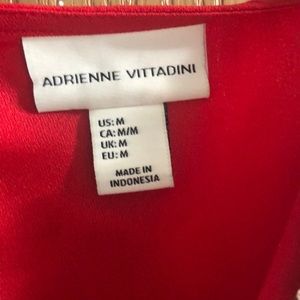 ADRIENNE VITTADINI
US: M
CA: M/M
UK: M
EU: M
MADE IN
INDONESIA